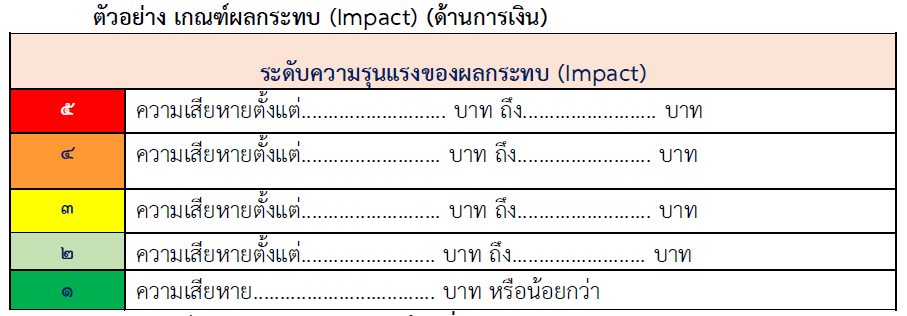 ตัวอย่าง เกณฑ์ผลกระทบ (Impact) (ด้านการเงิน)
ระดับความรุนแรงของผลกระทบ (Impact)
๕ ความเสียหายตั้งแต่........................... บาท ถึง......................... บาท
๔ ความเสียหายตั้งแต่.......................... บาท ถึง......................... บาท
๓ ความเสียหายตั้งแต่.......................... บาท ถึง......................... บาท
๒ ความเสียหายตั้งแต่......................... บาท ถึง......................... บาท
๑ ความเสียหาย.................................. บาท หรือน้อยกว่า